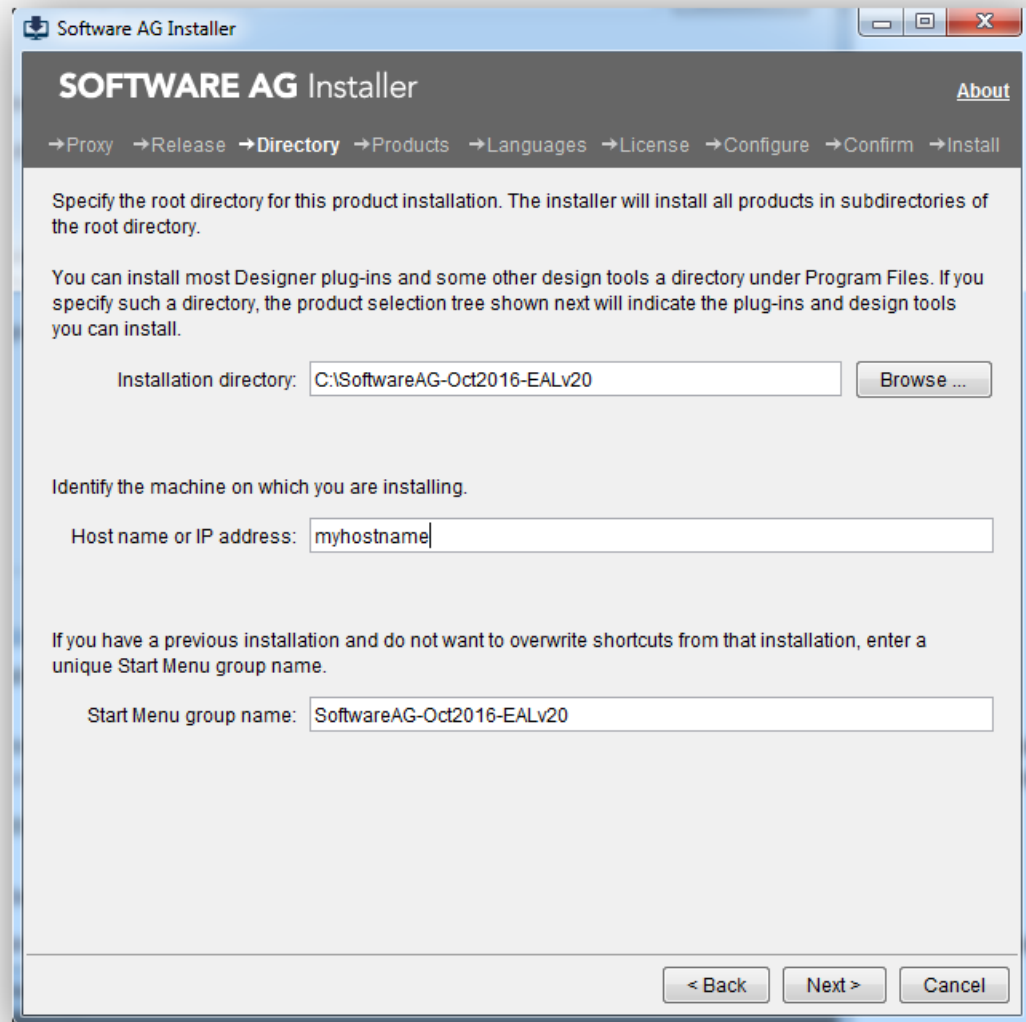 Software AG Installer
SOFTWARE AG Installer
About
→Proxy →Release →Directory →Products →Languages →License →Configure →Confirm →Install
Specify the root directory for this product installation. The installer will install all products in subdirectories of
the root directory.
You can install most Designer plug-ins and some other design tools a directory under Program Files. If you
specify such a directory, the product selection tree shown next will indicate the plug-ins and design tools
you can install.
Installation directory: C:\SoftwareAG-Oct2016-EALv20 Browse ...
Identify the machine on which you are installing.
Host name or IP address: myhostname
If you have a previous installation and do not want to overwrite shortcuts from that installation, enter a
unique Start Menu group name.
Start Menu group name: SoftwareAG-Oct2016-EALv20
< Back Next > Cancel